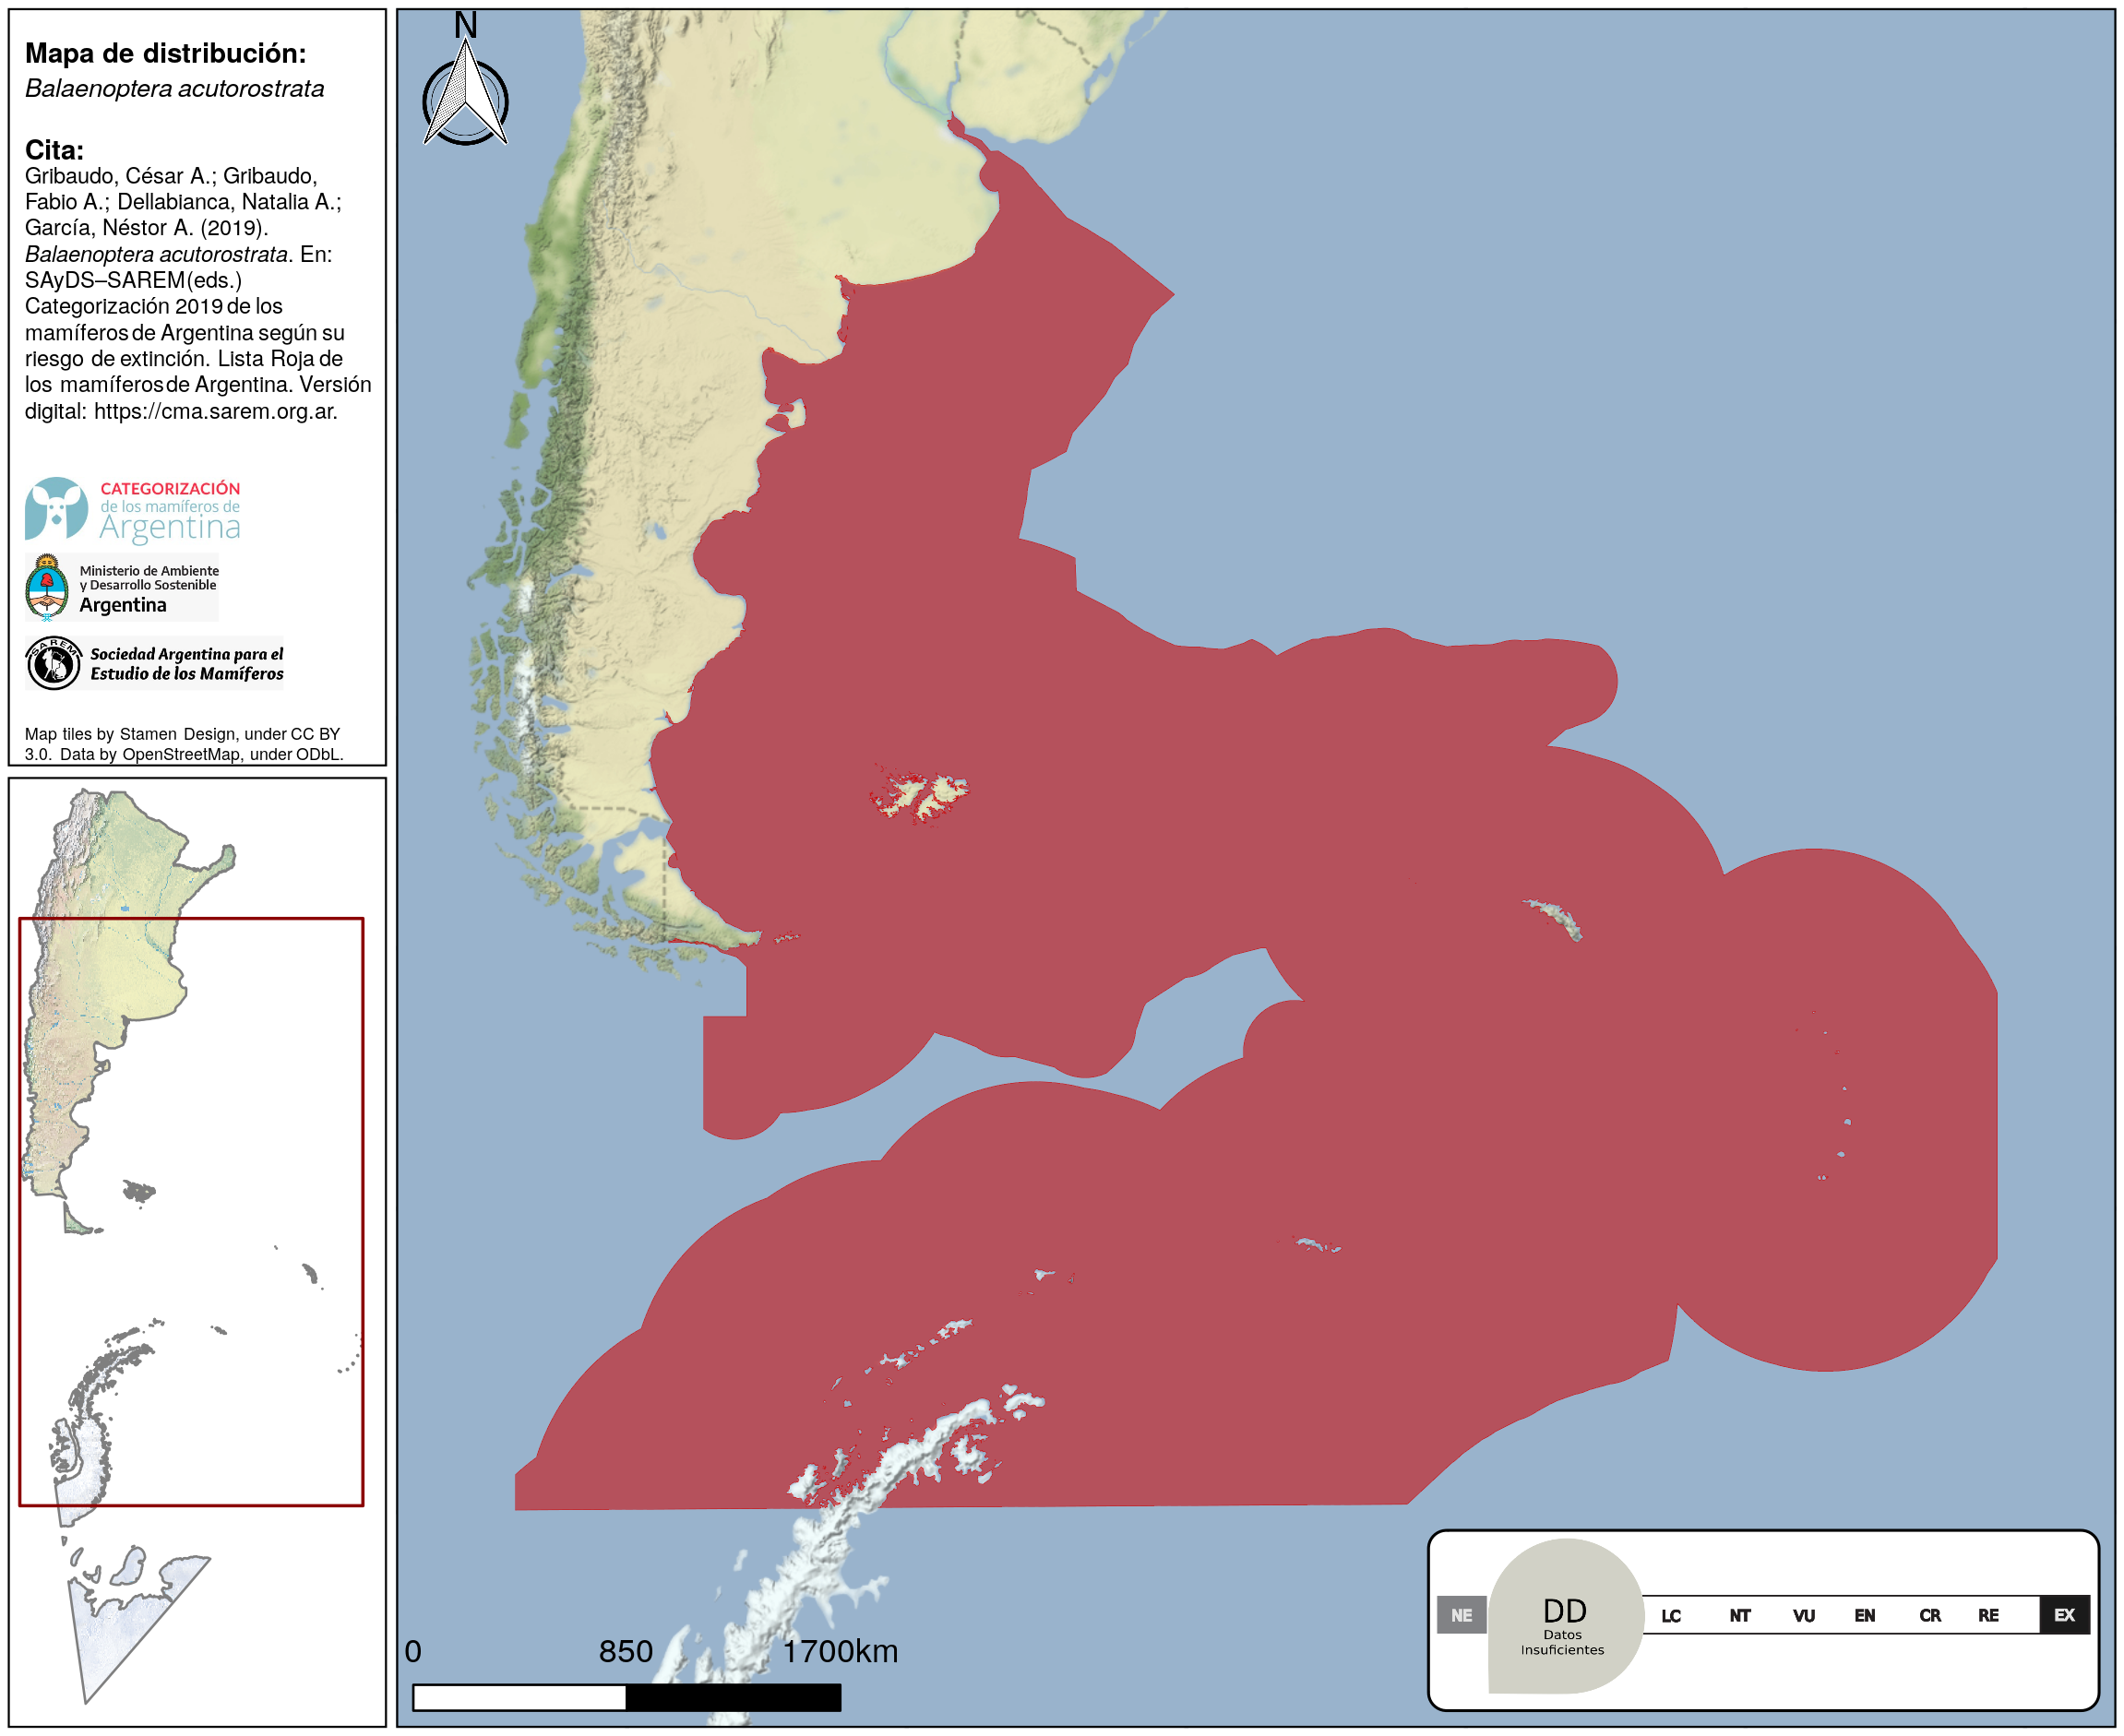 Mapa de distribución:
Balaenoptera acutorostrata
Cita:
Gribaudo, César A.; Gribaudo,
Fabio A.; Dellabianca, Natalia A.;
García, Néstor A. (2019).
Balaenoptera acutorostrata. En:
SAyDS–SAREM(eds.)
Categorización 2019 de los
mamíferos de Argentina según su
riesgo de extinción. Lista Roja de
los mamíferos de Argentina. Versión
digital: https://cma.sarem.org.ar.
CATEGORIZACIÓN
de los mamíferos de
Argentina
Ministerio de Ambiente
y Desarrollo Sostenible
Argentina
SAREM
Sociedad Argentina para el
Estudio de los Mamíferos
Map tiles by Stamen Design, under CC BY
3.0. Data by OpenStreetMap, under ODbL.
N
0 850 1700km
NE DD LC NT VU EN CR RE EX
Datos
Insuficientes